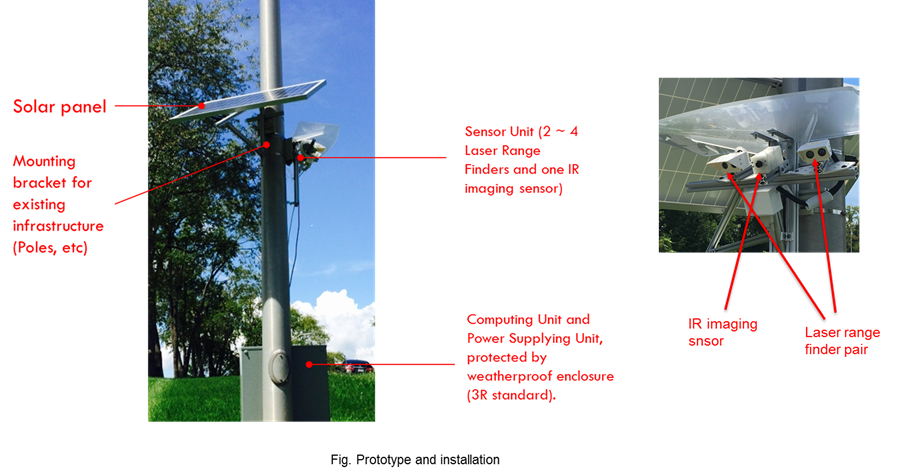 Solar panel
Mounting
bracket for
existing
infrastructure
(Poles, etc)
Sensor Unit (2 ~ 4
Laser Range
Finders and one IR
imaging sensor)
Computing Unit and
Power Supplying Unit,
protected by
weatherproof enclosure
(3R standard).
IR imaging
snsor
Laser range
finder pair
Fig. Prototype and installation